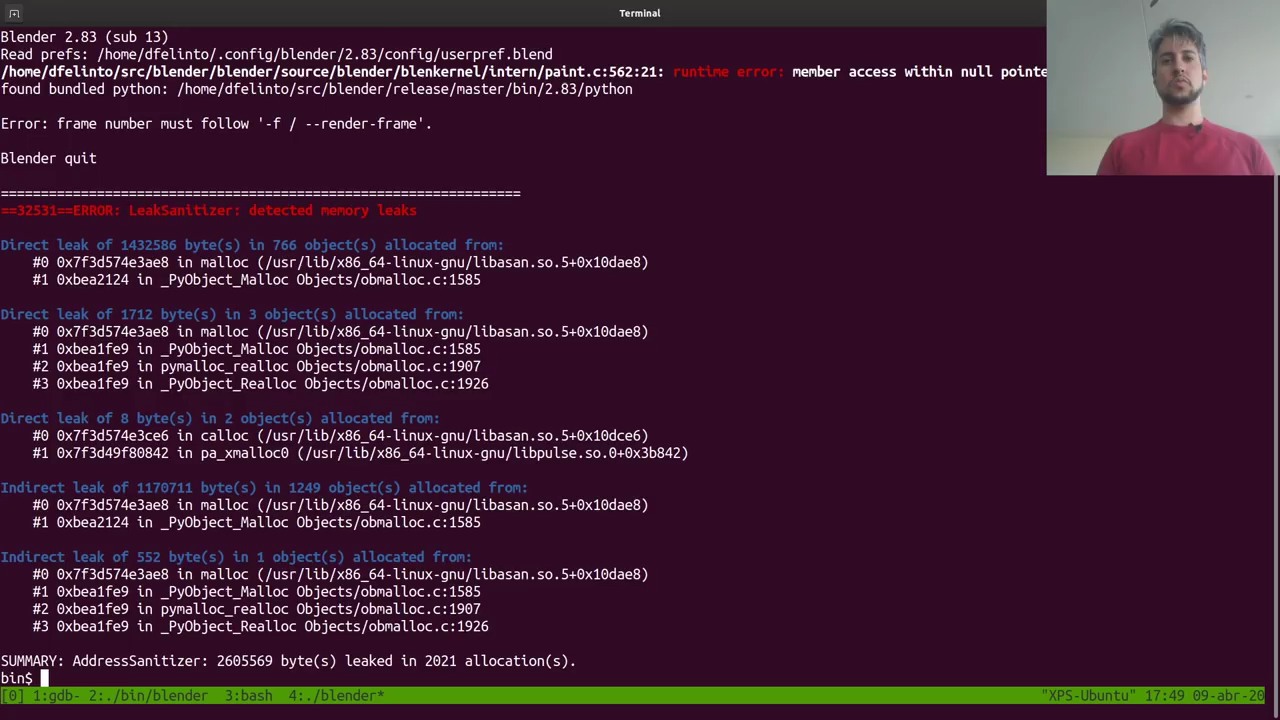 Terminal
Blender 2.83 (sub 13)
Read prefs: /home/dfelinto/.config/blender/2.83/config/userpref.blend
/home/dfelinto/src/blender/blender/source/blender/blenkernel/intern/paint.c:562:21: runtime error: member access within null pointe
found bundled python: /home/dfelinto/src/blender/release/master/bin/2.83/python
Error: frame number must follow '-f / --render-frame'.
Blender quit
=================================================================
==32531==ERROR: LeakSanitizer: detected memory leaks
Direct leak of 1432586 byte(s) in 766 object(s) allocated from:
#0 0x7f3d574e3ae8 in malloc (/usr/lib/x86_64-linux-gnu/libasan.so.5+0x10dae8)
#1 0xbea2124 in _PyObject_Malloc Objects/obmalloc.c:1585
Direct leak of 1712 byte(s) in 3 object(s) allocated from:
#0 0x7f3d574e3ae8 in malloc (/usr/lib/x86_64-linux-gnu/libasan.so.5+0x10dae8)
#1 0xbea1fe9 in _PyObject_Malloc Objects/obmalloc.c:1585
#2 0xbea1fe9 in pymalloc_realloc Objects/obmalloc.c:1907
#3 0xbea1fe9 in _PyObject_Realloc Objects/obmalloc.c:1926
Direct leak of 8 byte(s) in 2 object(s) allocated from:
#0 0x7f3d574e3ce6 in calloc (/usr/lib/x86_64-linux-gnu/libasan.so.5+0x10dce6)
#1 0x7f3d49f80842 in pa_xmalloc0 (/usr/lib/x86_64-linux-gnu/libpulse.so.0+0x3b842)
Indirect leak of 1170711 byte(s) in 1249 object(s) allocated from:
#0 0x7f3d574e3ae8 in malloc (/usr/lib/x86_64-linux-gnu/libasan.so.5+0x10dae8)
#1 0xbea2124 in _PyObject_Malloc Objects/obmalloc.c:1585
Indirect leak of 552 byte(s) in 1 object(s) allocated from:
#0 0x7f3d574e3ae8 in malloc (/usr/lib/x86_64-linux-gnu/libasan.so.5+0x10dae8)
#1 0xbea1fe9 in _PyObject_Malloc Objects/obmalloc.c:1585
#2 0xbea1fe9 in pymalloc_realloc Objects/obmalloc.c:1907
#3 0xbea1fe9 in _PyObject_Realloc Objects/obmalloc.c:1926
SUMMARY: AddressSanitizer: 2605569 byte(s) leaked in 2021 allocation(s).
bin$
[0] 1:gdb- 2:./bin/blender 3:bash 4:./blender* "XPS-Ubuntu" 17:49 09-abr-20